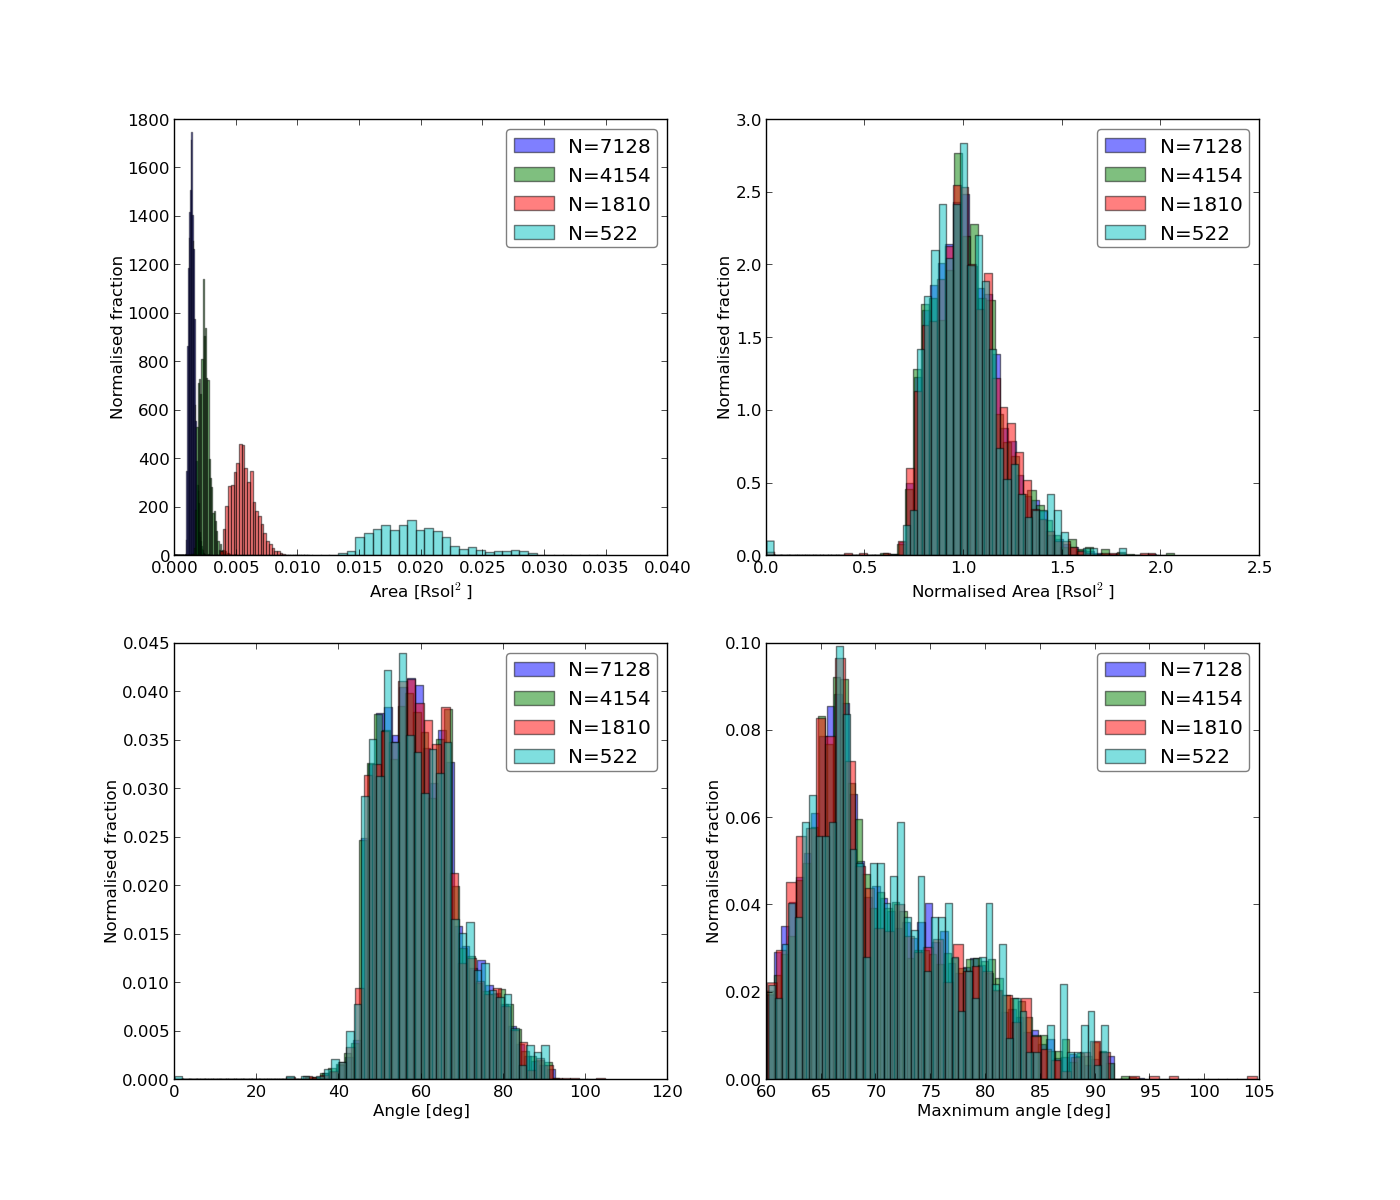 1800
1600
1400
1200
1000
800
600
400
200
0
Normalised fraction
N=7128
N=4154
N=1810
N=522
0.000 0.005 0.010 0.015 0.020 0.025 0.030 0.035 0.040
Area [Rsol² ]
3.0
2.5
2.0
1.5
1.0
0.5
0.0
Normalised fraction
N=7128
N=4154
N=1810
N=522
0.0 0.5 1.0 1.5 2.0 2.5
Normalised Area [Rsol² ]
0.045
0.040
0.035
0.030
0.025
0.020
0.015
0.010
0.005
0.000
Normalised fraction
N=7128
N=4154
N=1810
N=522
0 20 40 60 80 100 120
Angle [deg]
0.10
0.08
0.06
0.04
0.02
0.00
Normalised fraction
N=7128
N=4154
N=1810
N=522
60 65 70 75 80 85 90 95 100 105
Maxnimum angle [deg]